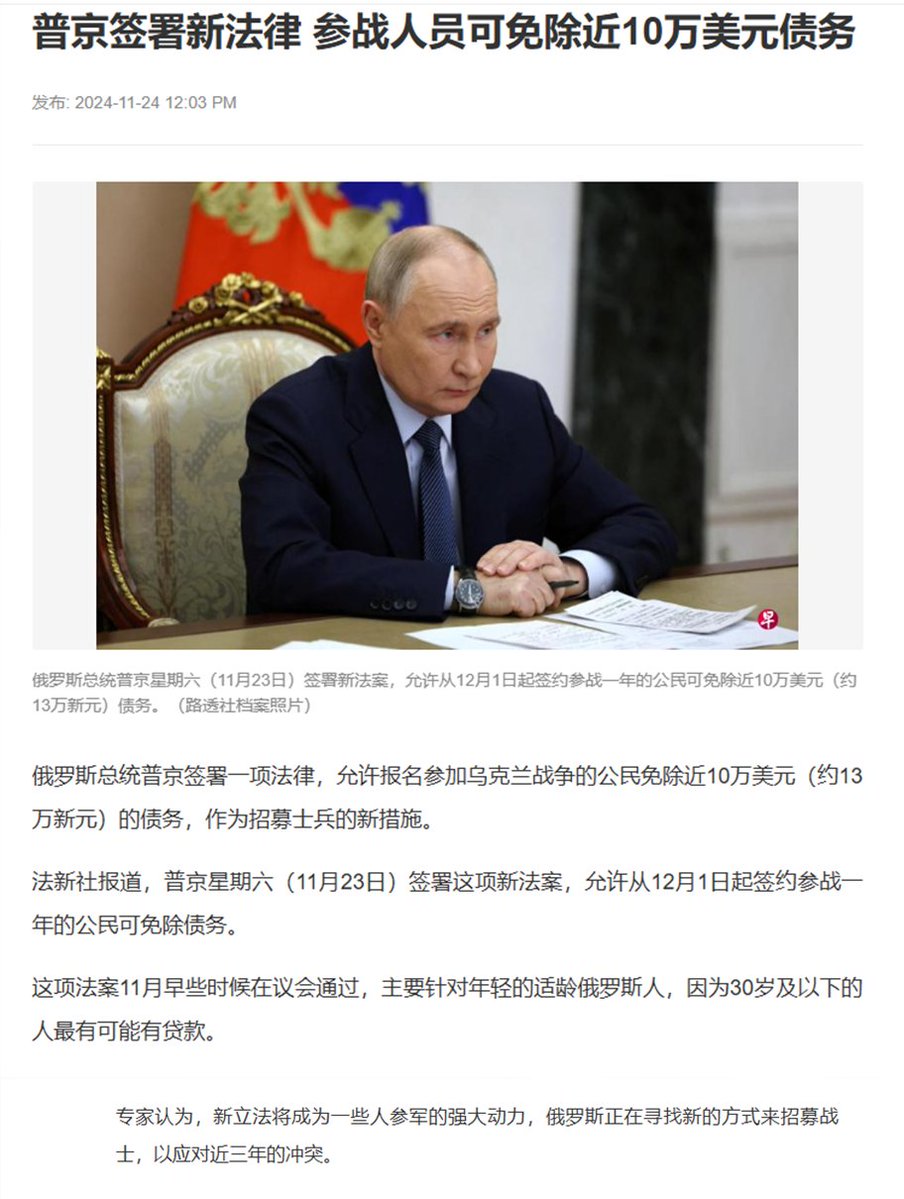 普京签署新法律 参战人员可免除近10万美元债务
发布: 2024-11-24 12:03 PM
早
俄罗斯总统普京星期六（11月23日）签署新法案，允许从12月1日起签约参战一年的公民可免除近10万美元（约
13万新元）债务。（路透社档案照片）
俄罗斯总统普京签署一项法律，允许报名参加乌克兰战争的公民免除近10万美元（约13
万新元）的债务，作为招募士兵的新措施。
法新社报道，普京星期六（11月23日）签署这项新法案，允许从12月1日起签约参战一
年的公民可免除债务。
这项法案11月早些时候在议会通过，主要针对年轻的适龄俄罗斯人，因为30岁及以下的
人最有可能有贷款。
专家认为，新立法将成为一些人参军的强大动力，俄罗斯正在寻找新的方式来招募战
士，以应对近三年的冲突。